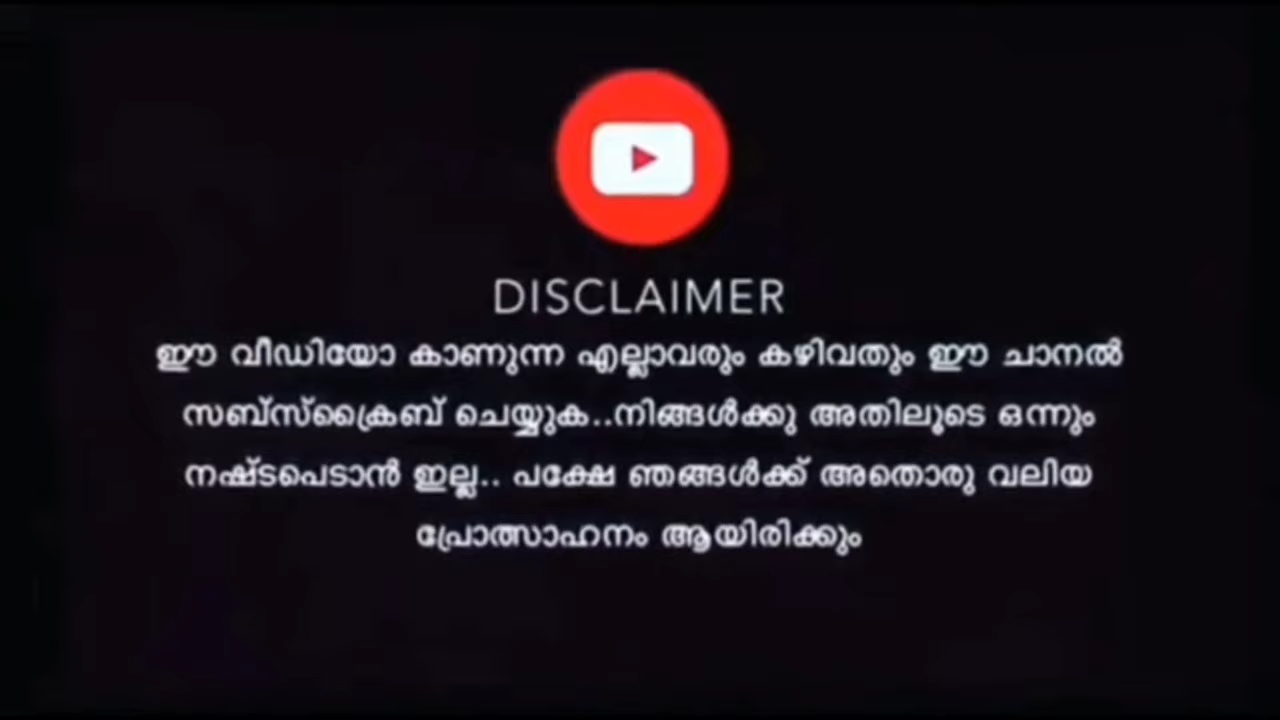 DISCLAIMER
ഈ വീഡിയോ കാണുന്ന എല്ലാവരും കഴിവതും ഈ ചാനൽ
സബ്സ്ക്രൈബ് ചെയ്യുക..നിങ്ങൾക്കു അതിലൂടെ ഒന്നും
നഷ്ടപെടാൻ ഇല്ല.. പക്ഷേ ഞങ്ങൾക്ക് അതൊരു വലിയ
പ്രോത്സാഹനം ആയിരിക്കും